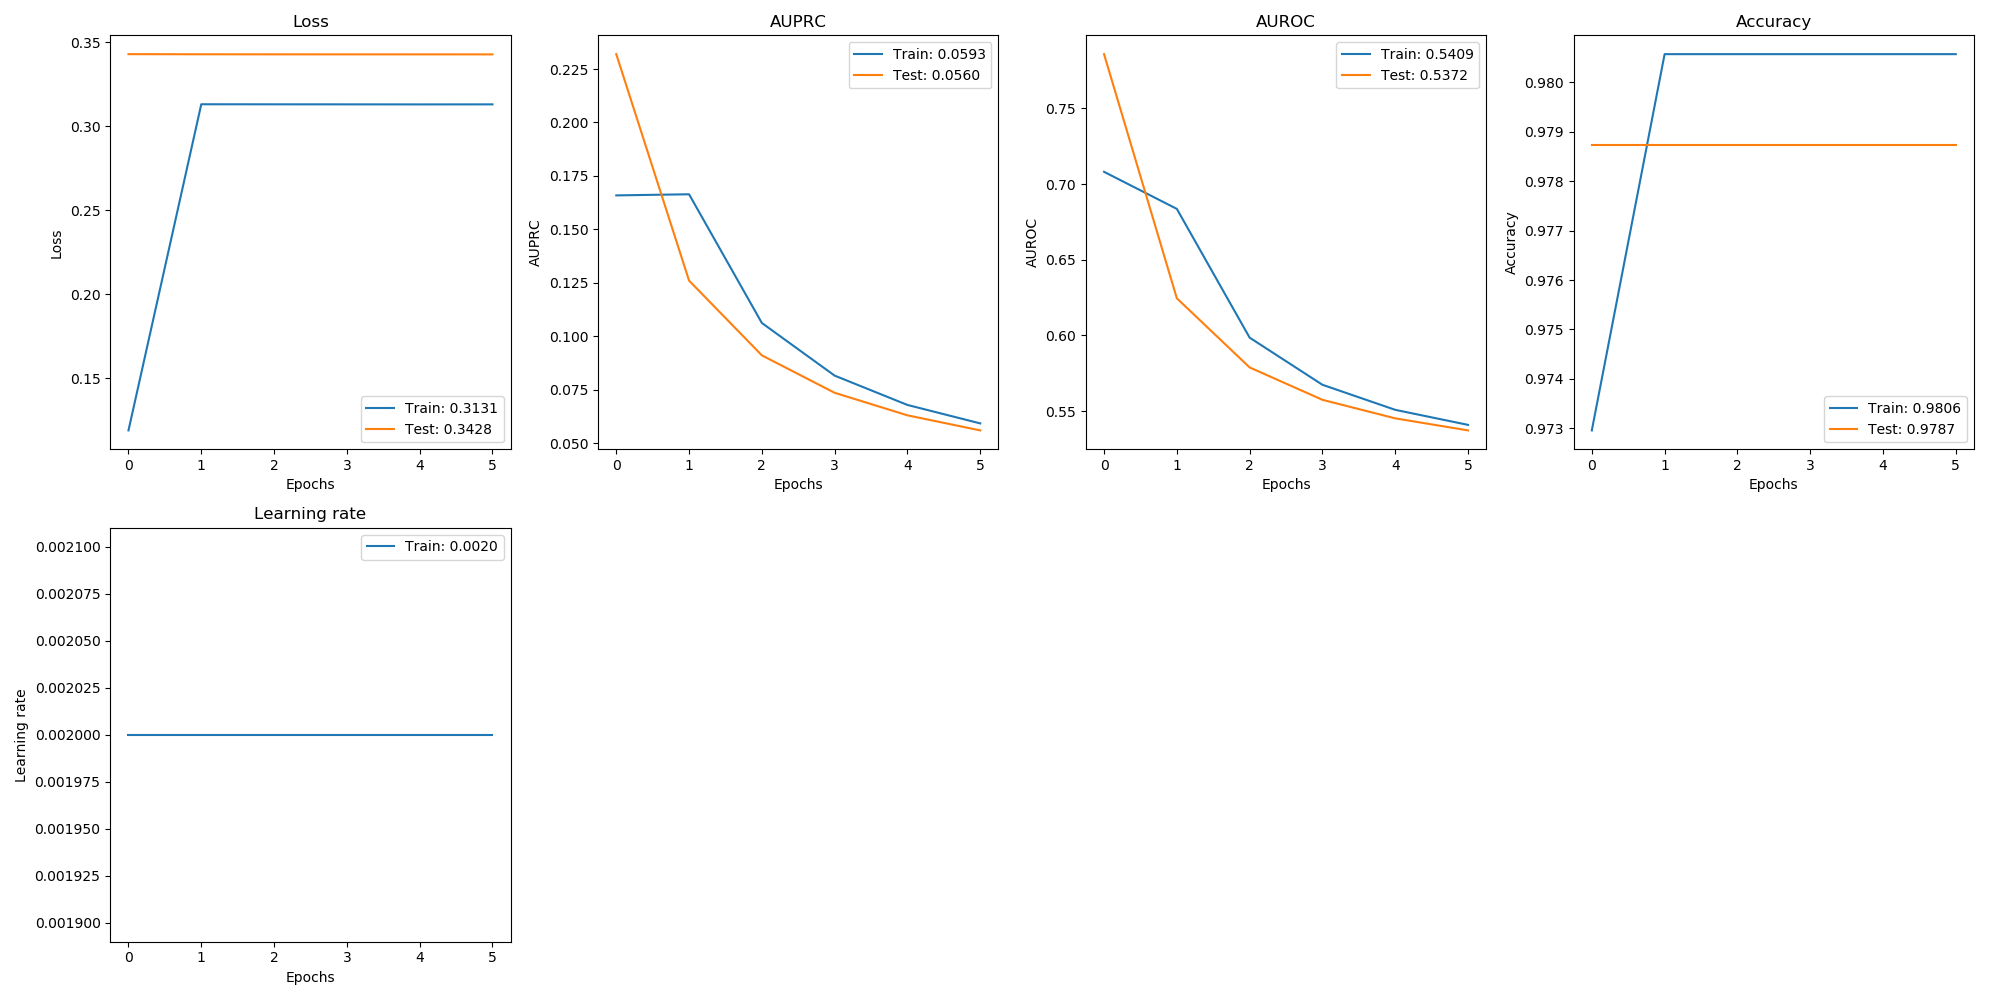 Loss
0.35
0.30
0.25
0.20
0.15
Loss
Train: 0.3131
Test: 0.3428
0 1 2 3 4 5
Epochs
AUPRC
0.225
0.200
0.175
0.150
0.125
0.100
0.075
0.050
AUPRC
Train: 0.0593
Test: 0.0560
0 1 2 3 4 5
Epochs
AUROC
0.75
0.70
0.65
0.60
0.55
AUROC
Train: 0.5409
Test: 0.5372
0 1 2 3 4 5
Epochs
Accuracy
0.980
0.979
0.978
0.977
0.976
0.975
0.974
0.973
Accuracy
Train: 0.9806
Test: 0.9787
0 1 2 3 4 5
Epochs
Learning rate
0.002100
0.002075
0.002050
0.002025
0.002000
0.001975
0.001950
0.001925
0.001900
Learning rate
Train: 0.0020
0 1 2 3 4 5
Epochs